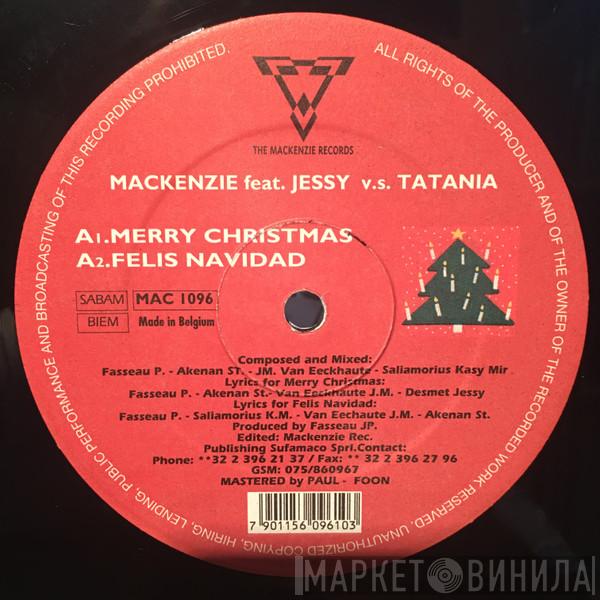 LENDING PUBLIC PERFORMANCE AND BROADCASTING OF THIS RECORDING PROHIBITED.
ALL RIGHTS OF THE PRODUCER AND OF THE OWNER OF THE RECORDED WORK RESERVED. UNAUTHORIZED COPYING, HIRING,
THE MACKENZIE RECORDS
MACKENZIE feat. JESSY v.s. TATANIA
A1.MERRY CHRISTMAS
A2.FELIS NAVIDAD
SABAM MAC 1096
BIEM Made in Belgium
Composed and Mixed:
Fasseau P. - Akenan ST. - JM. Van Eeckhaute - Saliamorius Kasy Mir
Lyrics for Merry Christmas:
Fasseau P. - Akenan St.- Van Eeckhaute J.M. - Desmet Jessy
Lyrics for Felis Navidad:
Fasseau P. - Saliamorius K.M. - Van Eechaute J.M. - Akenan St.
Produced by Fasseau JP.
Edited: Mackenzie Rec.
Publishing Sufamaco Sprl.Contact:
Phone: **32 2 396 21 37 / Fax: ** 32 2 396 27 96
GSM: 075/860967
MASTERED by PAUL - FOON
7 901156 096103
МАРКЕТ ВИНИЛА